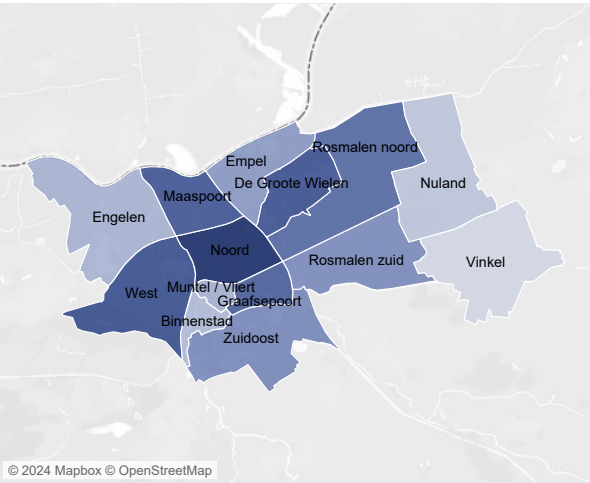 Rosmalen noord
Empel
De Groote Wielen
Nuland
Maaspoort
Engelen
Noord
Rosmalen zuid
Vinkel
Muntel / Vliert
West
Graafsepoort
Binnenstad
Zuidoost
© 2024 Mapbox © OpenStreetMap